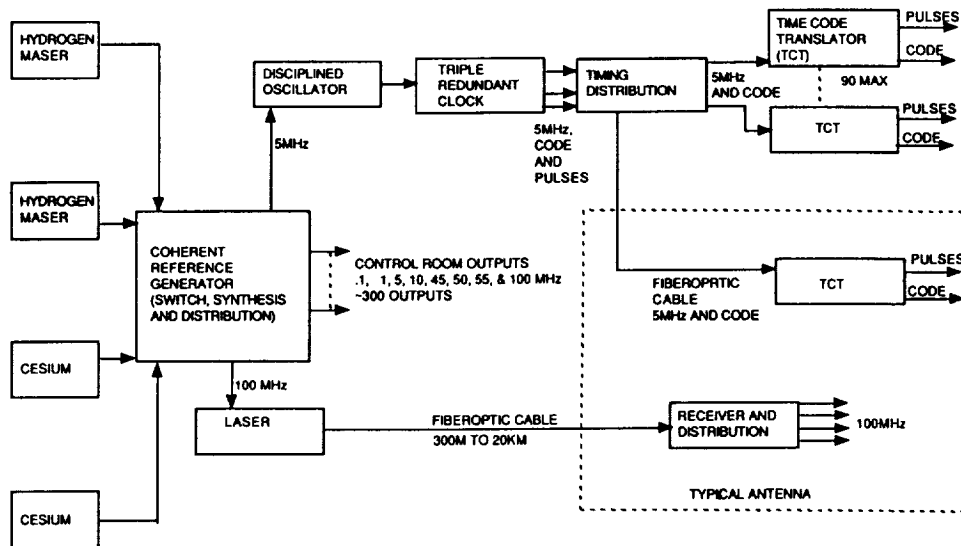 HYDROGEN
MASER
DISCIPLINED
OSCILLATOR
TRIPLE
REDUNDANT
CLOCK
TIMING
DISTRIBUTION
TIME CODE
TRANSLATOR
(TCT)
PULSES
CODE
5MHz
AND CODE
90 MAX
TCT
PULSES
CODE
5MHz
5MHz,
CODE
AND
PULSES
HYDROGEN
MASER
COHERENT
REFERENCE
GENERATOR
(SWITCH, SYNTHESIS
AND DISTRIBUTION)
CONTROL ROOM OUTPUTS
.1, 1, 5, 10, 45, 50, 55, & 100 MHz
~300 OUTPUTS
FIBEROPRTIC
CABLE
5MHz AND CODE
TCT
PULSES
CODE
CESIUM
100 MHz
LASER
FIBEROPTIC CABLE
300M TO 20KM
RECEIVER AND
DISTRIBUTION
100MHz
TYPICAL ANTENNA
CESIUM